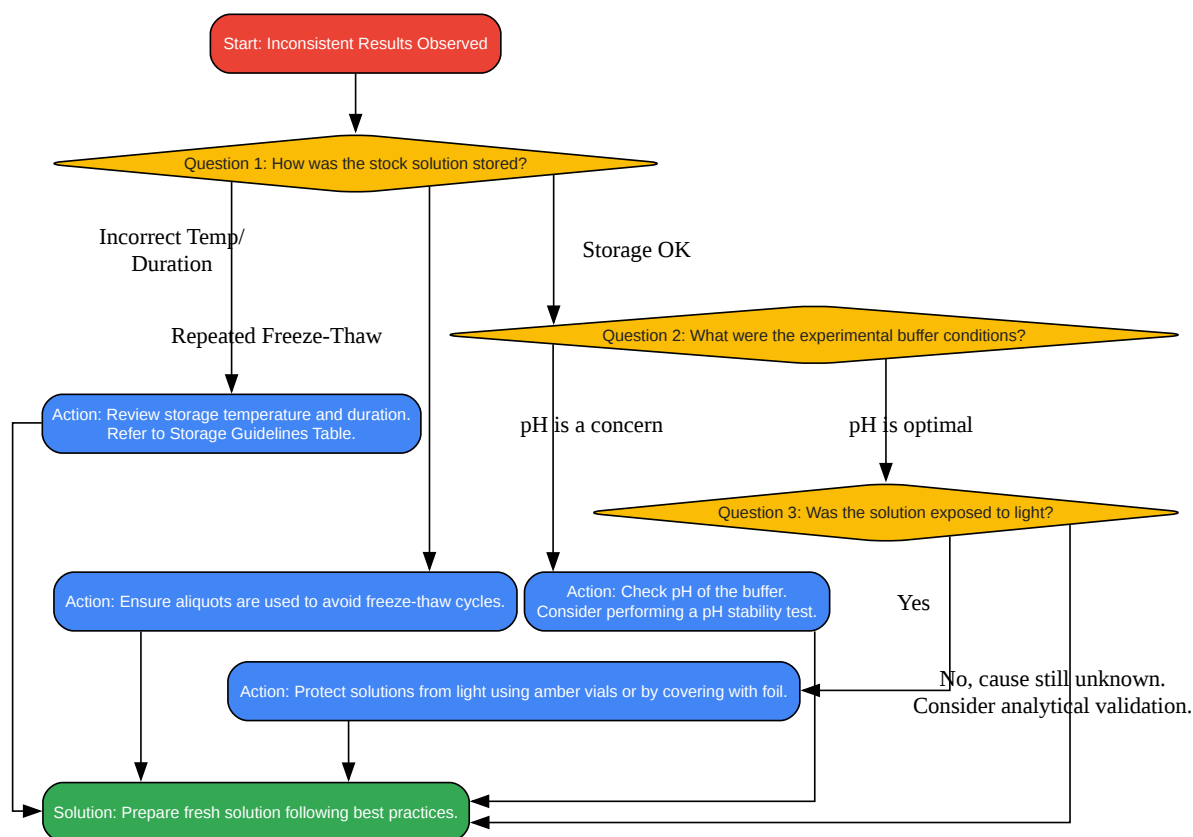 Start: Inconsistent Results Observed
Question 1: How was the stock solution stored?
Incorrect Temp/
Duration
Storage OK
Repeated Freeze-Thaw
Question 2: What were the experimental buffer conditions?
Action: Review storage temperature and duration.
Refer to Storage Guidelines Table.
pH is a concern
pH is optimal
Question 3: Was the solution exposed to light?
Action: Ensure aliquots are used to avoid freeze-thaw cycles.
Action: Check pH of the buffer.
Consider performing a pH stability test.
Yes
Action: Protect solutions from light using amber vials or by covering with foil.
No, cause still unknown.
Consider analytical validation.
Solution: Prepare fresh solution following best practices.